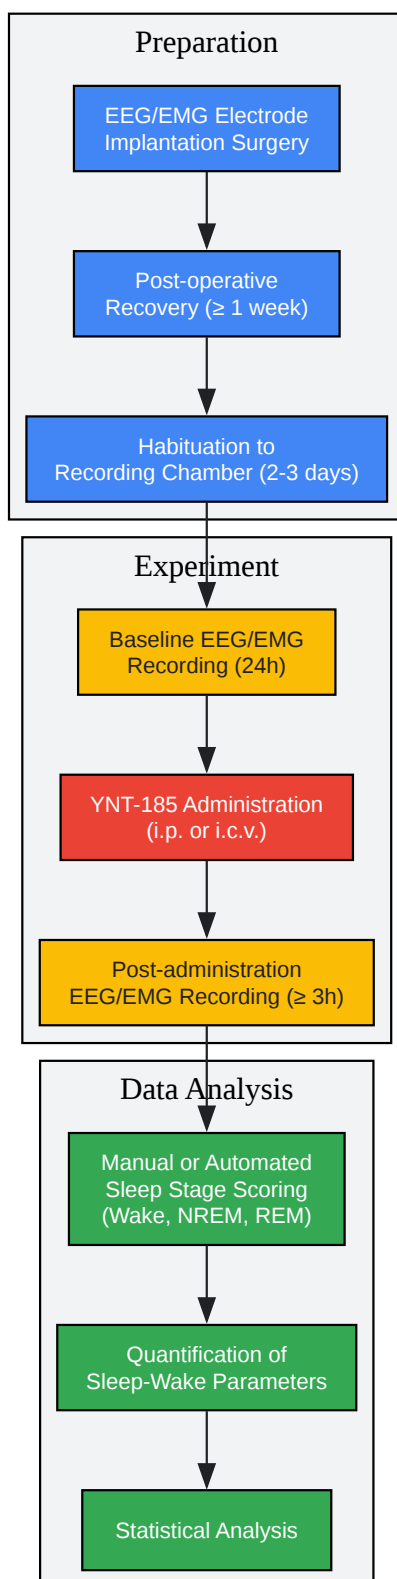 Preparation
EEG/EMG Electrode
Implantation Surgery
Post-operative
Recovery (≥ 1 week)
Habituation to
Recording Chamber (2-3 days)
Experiment
Baseline EEG/EMG
Recording (24h)
YNT-185 Administration
(i.p. or i.c.v.)
Post-administration
EEG/EMG Recording (≥ 3h)
Data Analysis
Manual or Automated
Sleep Stage Scoring
(Wake, NREM, REM)
Quantification of
Sleep-Wake Parameters
Statistical Analysis